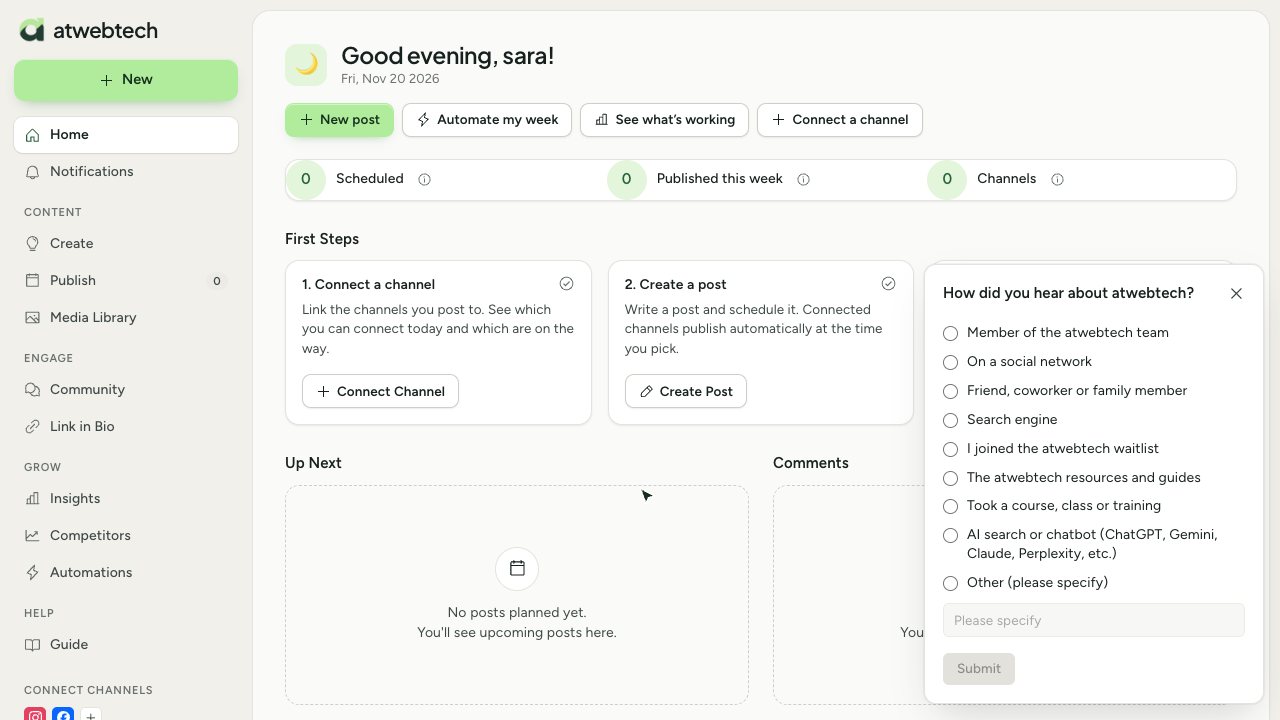 atwebtech
New
Home
Notifications
CONTENT
Create
Publish
0
Media Library
ENGAGE
Community
Link in Bio
GROW
Insights
Competitors
Automations
HELP
Guide
CONNECT CHANNELS
Good evening, sara!
Fri, Nov 20 2026
New post
Automate my week
See what's working
Connect a channel
0 Scheduled
0 Published this week
0 Channels
First Steps
1. Connect a channel
Link the channels you post to. See which
you can connect today and which are on the
way.
Connect Channel
2. Create a post
Write a post and schedule it. Connected
channels publish automatically at the time
you pick.
Create Post
Up Next
No posts planned yet.
You'll see upcoming posts here.
Comments
You
How did you hear about atwebtech?
Member of the atwebtech team
On a social network
Friend, coworker or family member
Search engine
I joined the atwebtech waitlist
The atwebtech resources and guides
Took a course, class or training
AI search or chatbot (ChatGPT, Gemini,
Claude, Perplexity, etc.)
Other (please specify)
Please specify
Submit